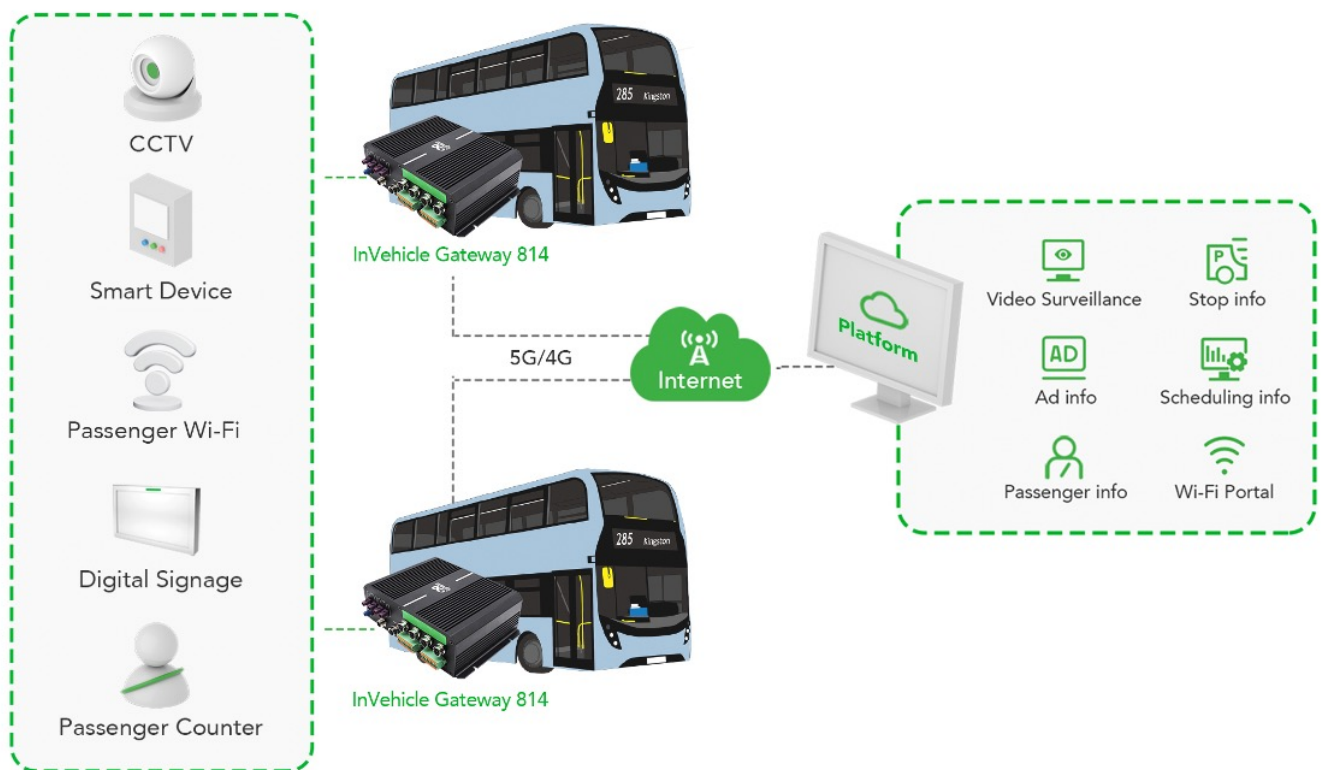 CCTV
Smart Device
Passenger Wi-Fi
Digital Signage
Passenger Counter
285 Kingston
InVehicle Gateway 814
5G/4G
Internet
285 Kingston
InVehicle Gateway 814
Platform
Video Surveillance
P
Stop info
AD
Ad info
Scheduling info
Passenger info
Wi-Fi Portal